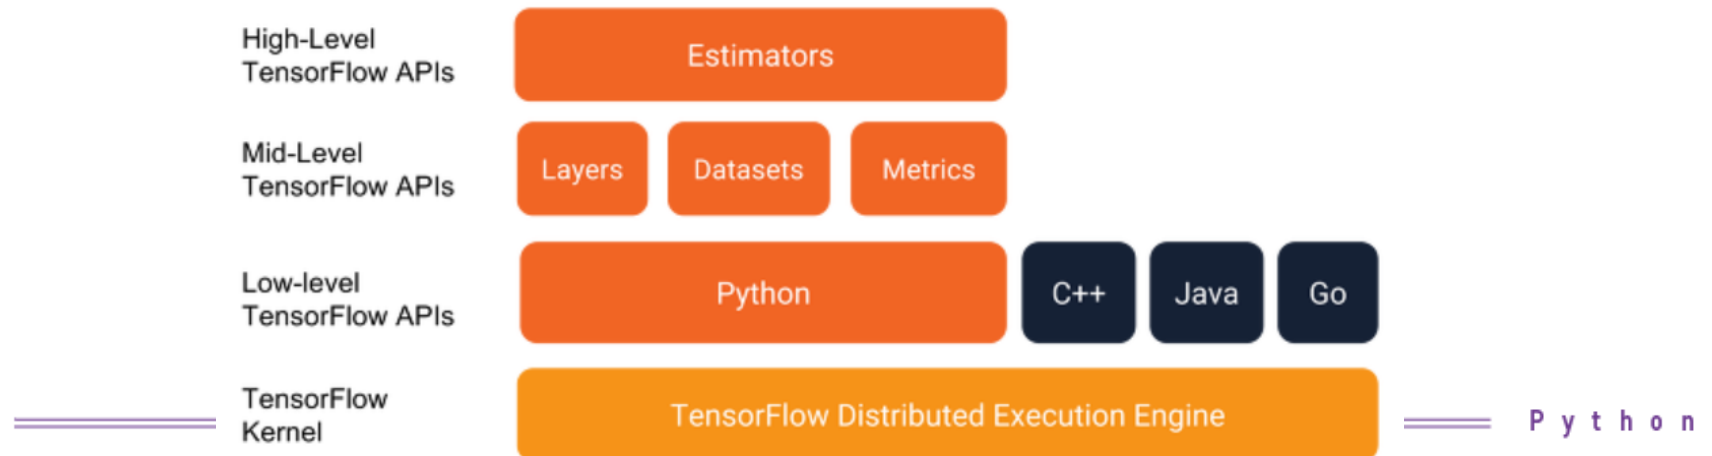 High-Level
TensorFlow APIs
Estimators
Mid-Level
TensorFlow APIs
Layers
Datasets
Metrics
Low-level
TensorFlow APIs
Python
C++
Java
Go
TensorFlow
Kernel
TensorFlow Distributed Execution Engine
Python